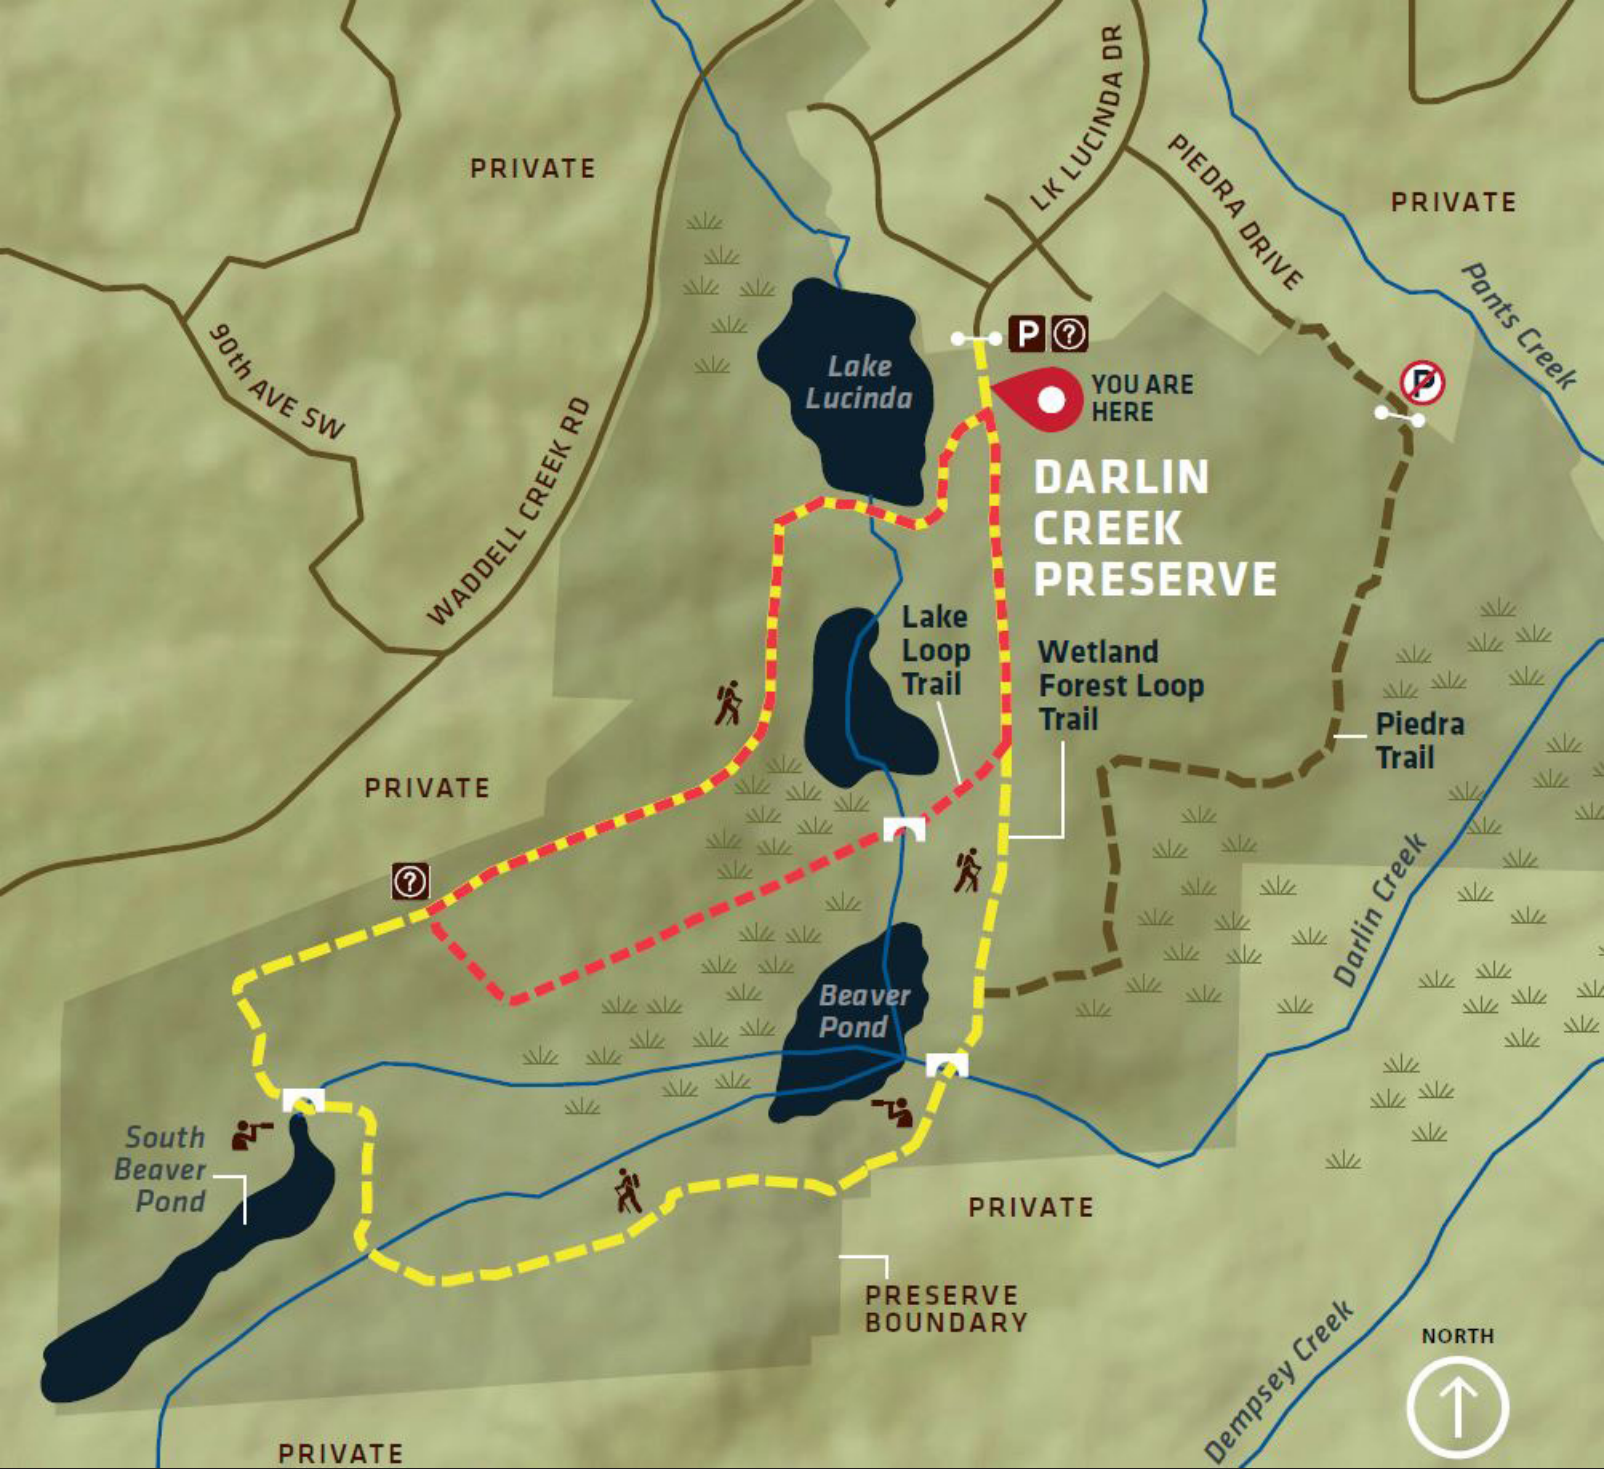 PRIVATE
LK LUCINDA DR
PIEDRA DRIVE
PRIVATE
Pants Creek
90th AVE SW
WADDELL CREEK RD
Lake
Lucinda
P
?
YOU ARE
HERE
P
DARLIN
CREEK
PRESERVE
Lake
Loop
Trail
Wetland
Forest Loop
Trail
Piedra
Trail
PRIVATE
?
Darlin Creek
Beaver
Pond
South
Beaver
Pond
PRIVATE
PRESERVE
BOUNDARY
Dempsey Creek
NORTH
PRIVATE